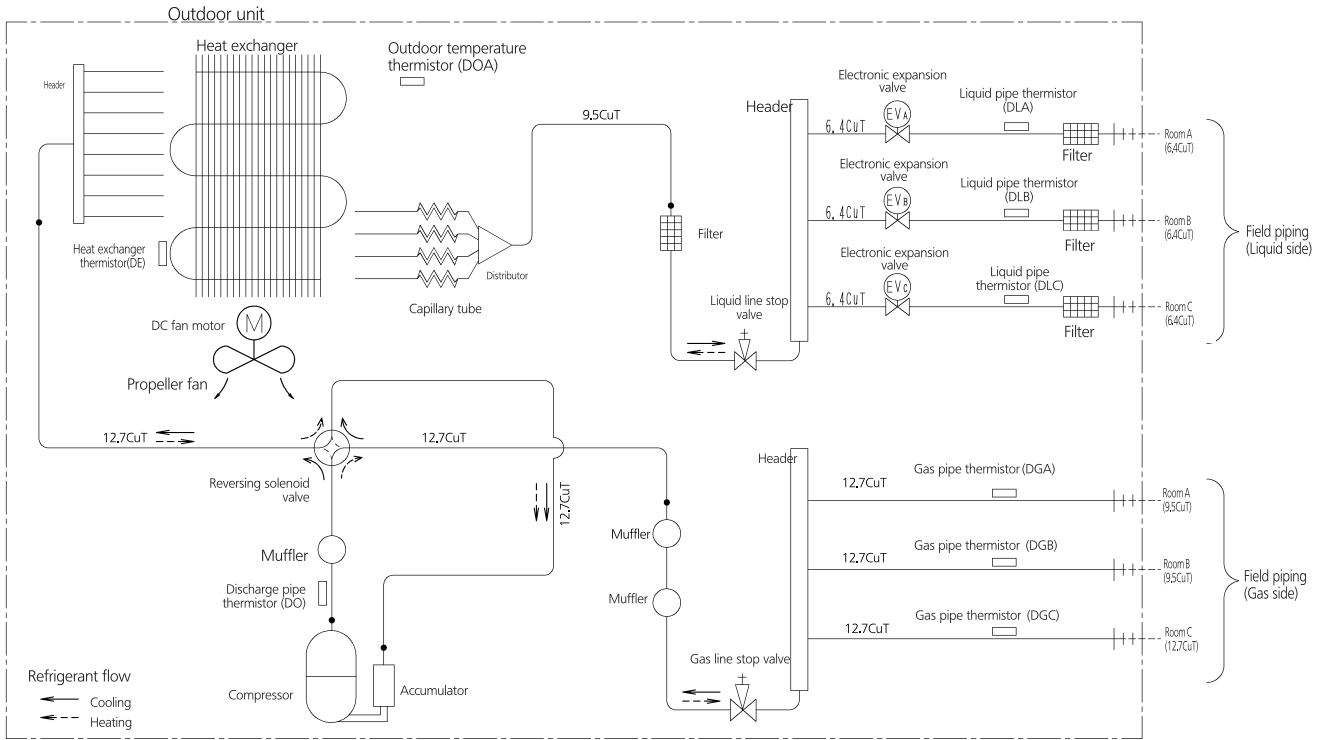 Outdoor unit
Heat exchanger
Header
Outdoor temperature
thermistor (DOA)
9.5CuT
Header
Electronic expansion
valve
EVA
6,4CuT
Liquid pipe thermistor
(DLA)
Filter
Room A
(6.4CuT)
Electronic expansion
valve
EVB
6,4CuT
Liquid pipe thermistor
(DLB)
Filter
Room B
(6.4CuT)
Electronic expansion
valve
EVC
6,4CuT
Liquid pipe
thermistor (DLC)
Filter
Room C
(6.4CuT)
Field piping
(Liquid side)
Heat exchanger
thermistor(DE)
Capillary tube
Distributor
Filter
Liquid line stop
valve
DC fan motor
M
Propeller fan
12.7CuT
Reversing solenoid
valve
12.7CuT
12.7CuT
Muffler
Discharge pipe
thermistor (DO)
Compressor
Accumulator
Muffler
Muffler
Gas line stop valve
Header
12.7CuT
Gas pipe thermistor (DGA)
Room A
(9,5CuT)
12.7CuT
Gas pipe thermistor (DGB)
Room B
(9,5CuT)
12.7CuT
Gas pipe thermistor (DGC)
Room C
(12.7CuT)
Field piping
(Gas side)
Refrigerant flow
Cooling
Heating